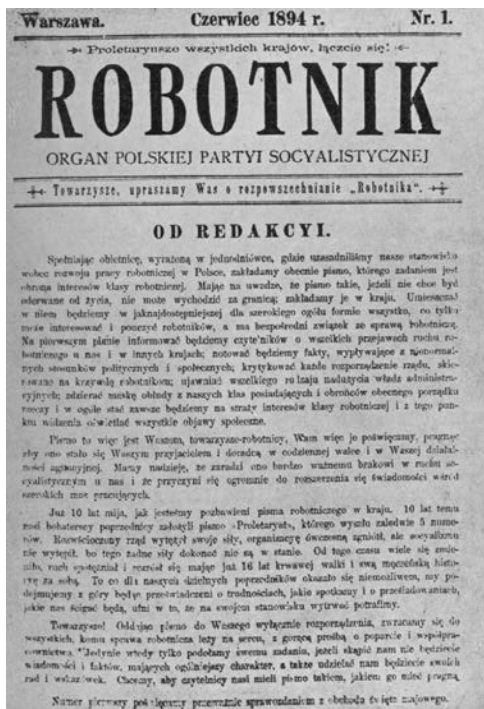 Warszawa. Czerwiec 1894 r. Nr. 1.
Proletaryusze wszystkich krajów, łączcie się!
ROBOTNIK
ORGAN POLSKIEJ PARTYI SOCYALISTYCZNEJ
Towarzysze, upraszamy Was o rozpowszechnianie „Robotnika".
OD REDAKCYI.
Spełniając obietnicę, wyrażoną w jednodniówce, gdzie uzasadniliśmy nasze stanowisko
wobec rozwoju pracy robotniczej w Polsce, zakładamy obecnie pismo, którego zadaniem jest
obrona interesów klasy robotniczej. Mając na uwadze, że pismo takie, jeżeli nie chce być
oderwane od życia, nie może wychodzić za granicą; zakładamy je w kraju. Umieszczać
w niem będziemy w jaknajdostępniejszej dla szerokiego ogółu formie wszystko, co tylko
może interesować i pouczyć robotników, a ma bezpośredni związek ze sprawą robotniczą.
Na pierwszym planie informować będziemy czytelników o wszelkich przejawach ruchu ro-
botniczego u nas i w innych krajach; notować będziemy fakty, wypływające z nienormal-
nych stosunków politycznych i społecznych; krytykować każde rozporządzenie rządu, skie-
rowane na krzywdę robotnikom; ujawniać wszelkiego rodzaju nadużycia władz administra-
cyjnych; zdzierać maskę obłudy z naszych klas posiadających i obrońców obecnego porządku
rzeczy i w ogóle stać zawsze będziemy na straży interesów klasy robotniczej i z tego pun-
ktu widzenia oświetlać wszystkie objawy społeczne.
Pismo to więc jest Waszem, towarzysze-robotnicy, Wam więc je poświęcamy, pragnąc
aby ono stało się Waszym przyjacielem i doradcą w codziennej walce i w Waszej działal-
ności agitacyjnej. Mamy nadzieję, że zaradzi ono bardzo ważnemu brakowi w ruchu so-
cyalistycznym u nas i że przyczyni się ogromnie do rozszerzenia się świadomości wśród
szerokich mas pracujących.
Już 10 lat mija, jak jesteśmy pozbawieni pisma robotniczego w kraju. 10 lat temu
nasi bohaterscy poprzednicy założyli pismo »Proletaryat«, którego wyszło zaledwie 5 nume-
rów. Rozwścieczony rząd wytężył swoje siły, organizacyę ówczesną zgniótł, ale socyalizmu
nie wytępił, bo tego żadne siły dokonać nie są w stanie. Od tego czasu wiele się zmie-
niło, ruch spotężniał i rozrósł się mając już 16 lat krwawej walki i swą męczeńską histo-
ryę za sobą. To co dla naszych dzielnych poprzedników okazało się niemożliwem, my po-
dejmujemy z góry będąc przeświadczeni o trudnościach, jakie spotkamy i o prześladowaniach,
jakie nas ścigać będą, ufni w to, że na swojem stanowisku wytrwać potrafimy.
Towarzysze! Oddając pismo do Waszego wyłącznie rozporządzenia, zwracamy się do
wszystkich, komu sprawa robotnicza leży na sercu, z gorącą prośbą o poparcie i współpra-
cownictwo. Jedynie wtedy tylko podołamy swemu zadaniu, jeżeli skąpić nam nie będziecie
wiadomości i faktów, mających ogólniejszy charakter, a także udzielać nam będziecie swoich
rad i wskazówek. Chcemy, aby czytelnicy nasi mieli pismo takiem, jakiem go mieć pragną.
Numer pierwszy poświęcamy przeważnie sprawozdaniom z obchodu święta majowego.